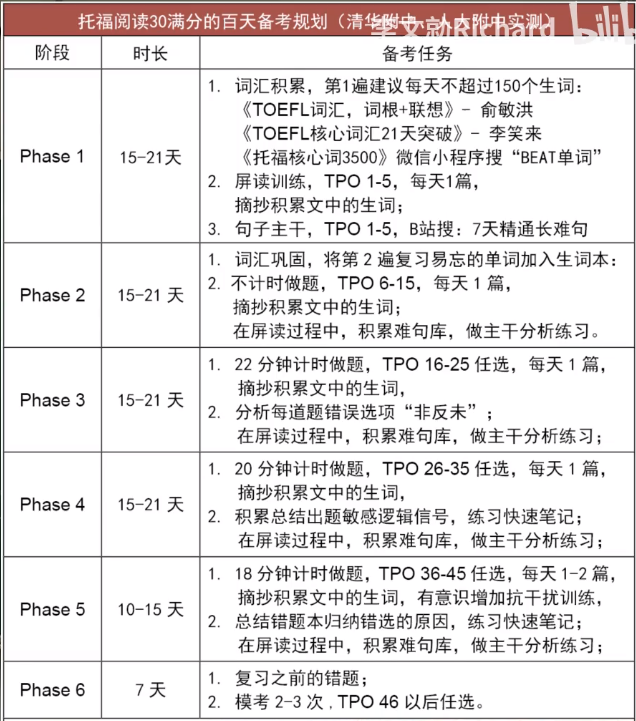 托福阅读30满分的百天备考规划（清华附中、人大附中实测）
李文勍Richard
bilibili
阶段 时长 备考任务
Phase 1 15-21天
1. 词汇积累，第1遍建议每天不超过150个生词：
《TOEFL词汇，词根+联想》- 俞敏洪
《TOEFL核心词汇21天突破》- 李笑来
《托福核心词3500》微信小程序搜“BEAT单词”
2. 屏读训练，TPO 1-5，每天1篇，
摘抄积累文中的生词；
3. 句子主干，TPO 1-5，B站搜：7天精通长难句
Phase 2 15-21 天
1. 词汇巩固，将第 2 遍复习易忘的单词加入生词本：
2. 不计时做题，TPO 6-15，每天 1 篇，
摘抄积累文中的生词；
在屏读过程中，积累难句库，做主干分析练习。
Phase 3 15-21 天
1. 22 分钟计时做题，TPO 16-25 任选，每天 1 篇，
摘抄积累文中的生词，
2. 分析每道题错误选项“非反未”；
在屏读过程中，积累难句库，做主干分析练习；
Phase 4 15-21 天
1. 20 分钟计时做题，TPO 26-35 任选，每天 1 篇，
摘抄积累文中的生词，
2. 积累总结出题敏感逻辑信号，练习快速笔记；
在屏读过程中，积累难句库，做主干分析练习；
Phase 5 10-15 天
1. 18 分钟计时做题，TPO 36-45 任选，每天 1-2 篇，
摘抄积累文中的生词，有意识增加抗干扰训练，
2. 总结错题本归纳错选的原因，练习快速笔记；
在屏读过程中，积累难句库，做主干分析练习；
Phase 6 7 天
1. 复习之前的错题；
2. 模考 2-3 次 , TPO 46 以后任选。